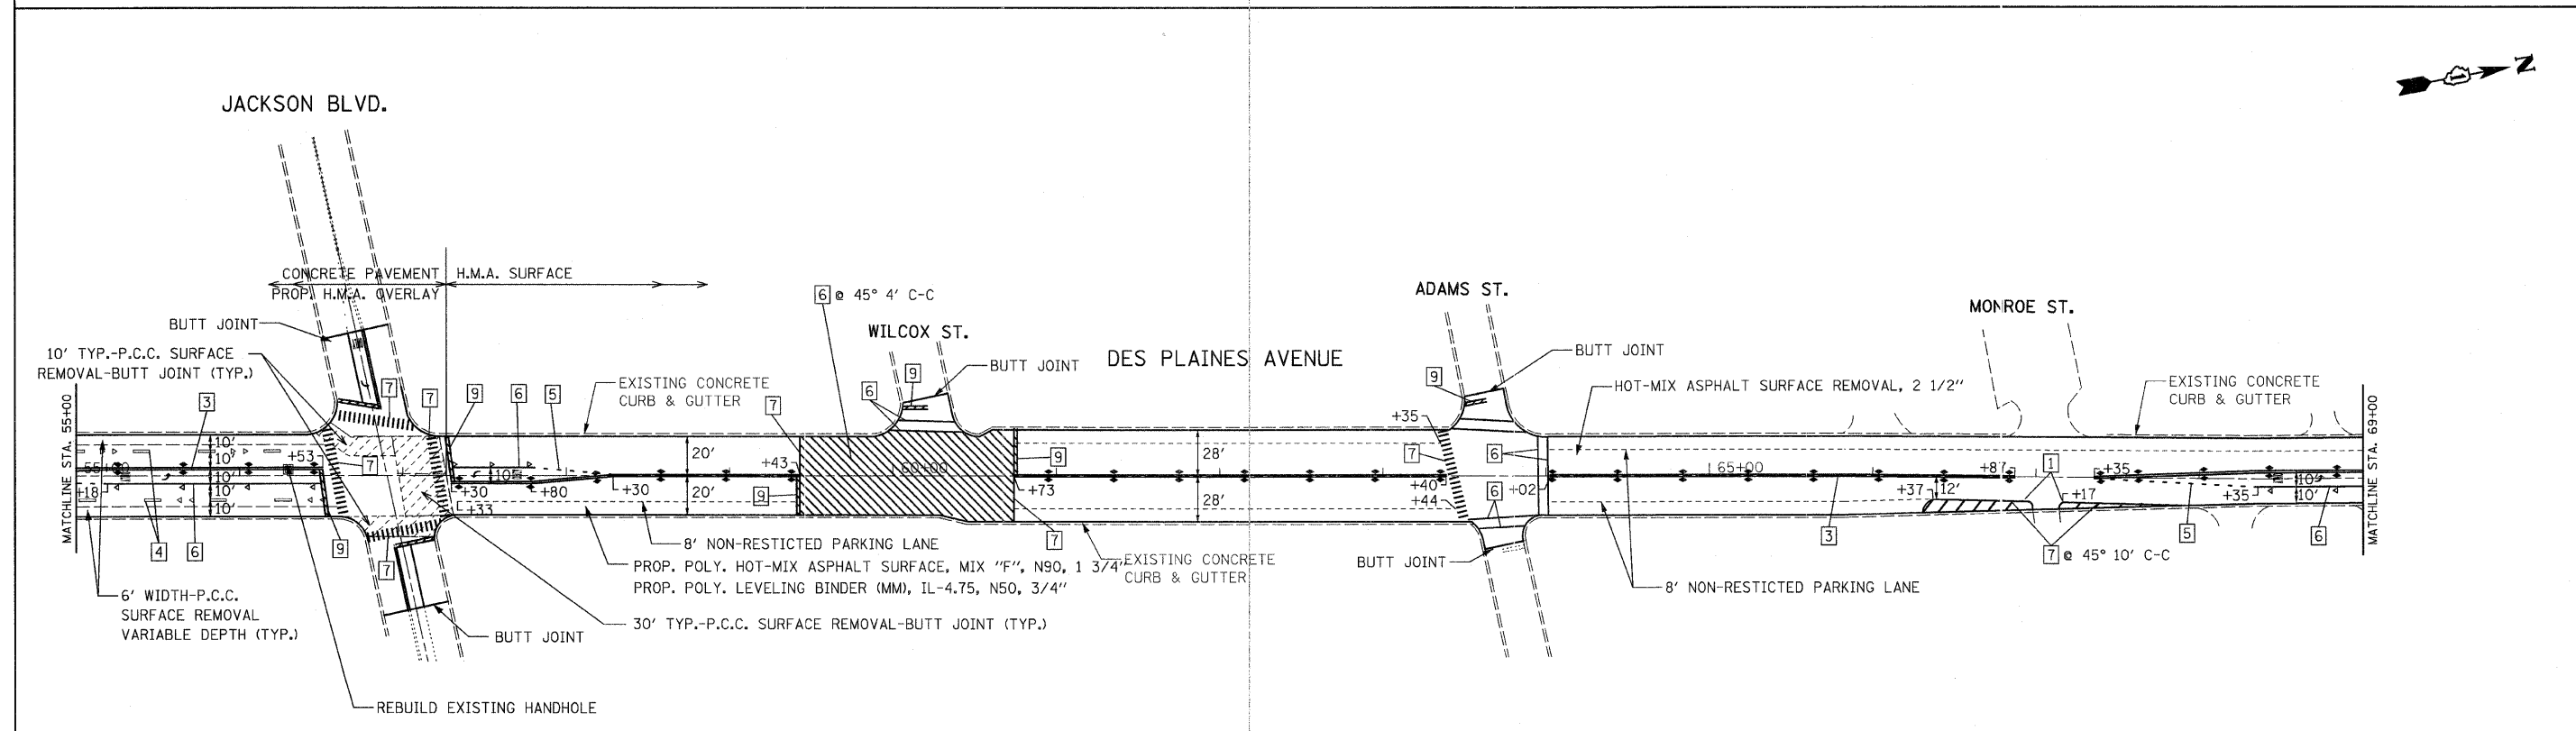 N
JACKSON BLVD.
CONCRETE PAVEMENT
H.M.A. SURFACE
PROP. H.M.A. OVERLAY
6 @ 45° 4' C-C
ADAMS ST.
MONROE ST.
BUTT JOINT
WILCOX ST.
10' TYP.-P.C.C. SURFACE
REMOVAL-BUTT JOINT (TYP.)
BUTT JOINT
DES PLAINES AVENUE
BUTT JOINT
EXISTING CONCRETE
CURB & GUTTER
HOT-MIX ASPHALT SURFACE REMOVAL, 2 1/2"
EXISTING CONCRETE
CURB & GUTTER
MATCHLINE STA. 55+00
MATCHLINE STA. 69+00
3
7
7
9
6
5
7
6
9
9
+35
10'
10'
10'
10'
55+00
+18
+53
7
10'
+30
+33
+80
+30
20'
20'
+43
9
60+00
9
+73
28'
28'
7
+40
+44
6
6
+02
65+00
+87
1
+35
+37
12'
+17
+35
10'
10'
4
6
9
7
8' NON-RESTICTED PARKING LANE
7
3
7 @ 45° 10' C-C
5
6
PROP. POLY. HOT-MIX ASPHALT SURFACE, MIX "F", N90, 1 3/4"
PROP. POLY. LEVELING BINDER (MM), IL-4.75, N50, 3/4"
EXISTING CONCRETE
CURB & GUTTER
BUTT JOINT
8' NON-RESTICTED PARKING LANE
6' WIDTH-P.C.C.
SURFACE REMOVAL
VARIABLE DEPTH (TYP.)
30' TYP.-P.C.C. SURFACE REMOVAL-BUTT JOINT (TYP.)
BUTT JOINT
REBUILD EXISTING HANDHOLE